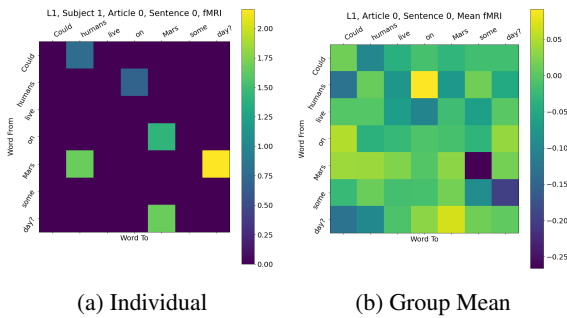 L1, Subject 1, Article 0, Sentence 0, fMRI
Could humans live on Mars some day?
Word From
Could
humans
live
on
Mars
some
day?
Word To
2.00
1.75
1.50
1.25
1.00
0.75
0.50
0.25
0.00
(a) Individual
L1, Article 0, Sentence 0, Mean fMRI
Could humans live on Mars some day?
Word From
Could
humans
live
on
Mars
some
day?
Word To
0.05
0.00
−0.05
−0.10
−0.15
−0.20
−0.25
(b) Group Mean